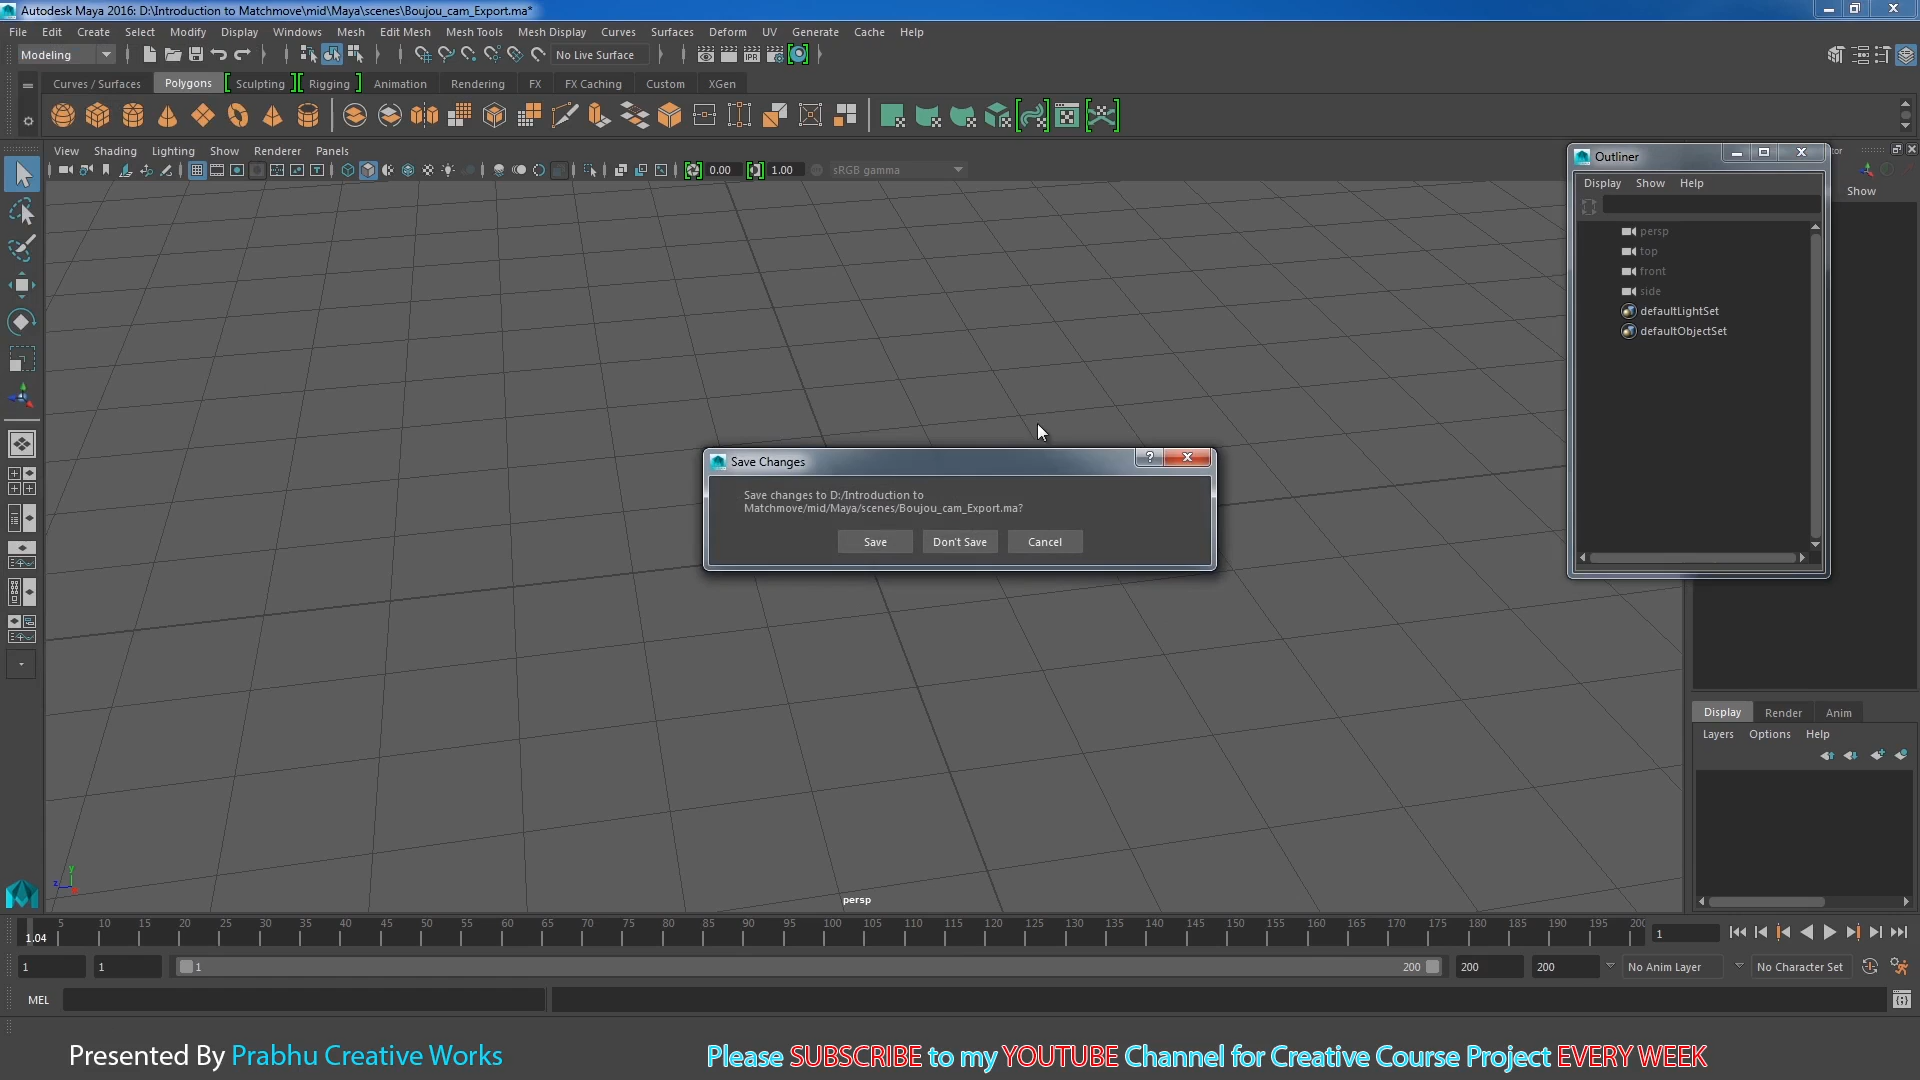 Autodesk Maya 2016: D:\Introduction to Matchmove\mid\Maya\scenes\Boujou_cam_Export.ma*
File Edit Create Select Modify Display Windows Mesh Edit Mesh Mesh Tools Mesh Display Curves Surfaces Deform UV Generate Cache Help
Modeling No Live Surface
Curves / Surfaces Polygons Sculpting Rigging Animation Rendering FX FX Caching Custom XGen
View Shading Lighting Show Renderer Panels
0.00 1.00 sRGB gamma
Outliner
Display Show Help
Show
persp
top
front
side
defaultLightSet
defaultObjectSet
Save Changes
Save changes to D:/Introduction to
Matchmove/mid/Maya/scenes/Boujou_cam_Export.ma?
Save Don't Save Cancel
Display Render Anim
Layers Options Help
y
z
persp
5 10 15 20 25 30 35 40 45 50 55 60 65 70 75 80 85 90 95 100 105 110 115 120 125 130 135 140 145 150 155 160 165 170 175 180 185 190 195 200
1.04 1
1 1 1 200 200 200 No Anim Layer No Character Set
MEL
Presented By Prabhu Creative Works
Please SUBSCRIBE to my YOUTUBE Channel for Creative Course Project EVERY WEEK